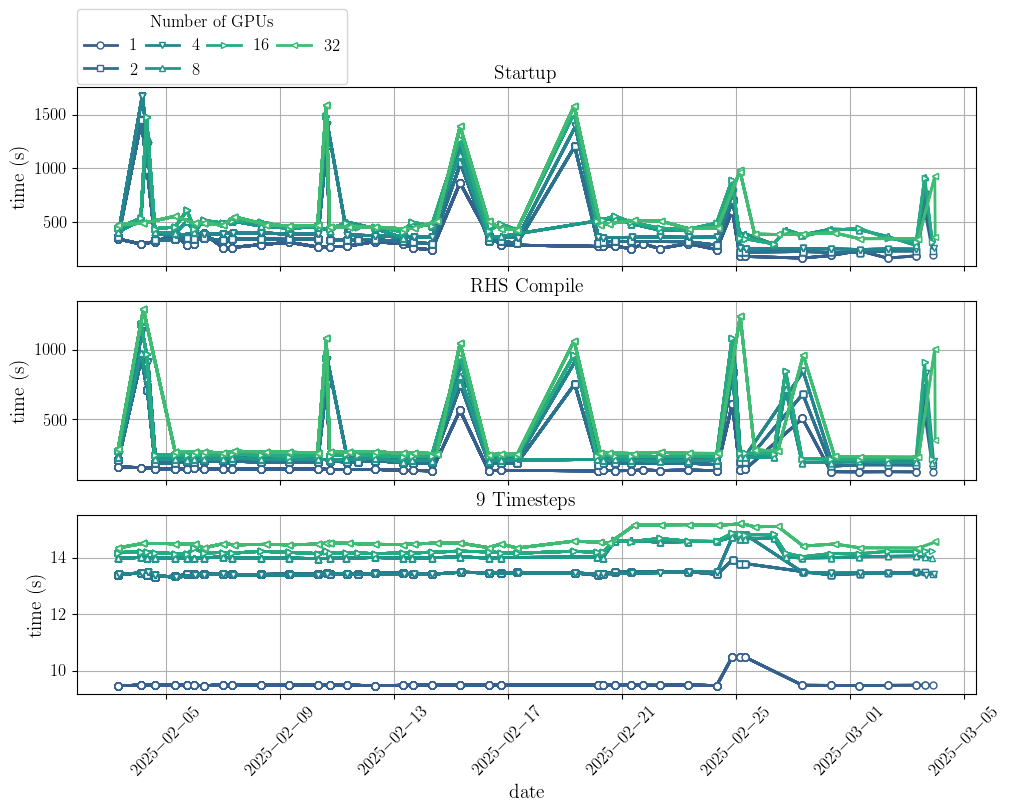 Number of GPUs
1 4 16 32
2 8
Startup
1500
1000
500
time (s)
RHS Compile
1000
500
time (s)
9 Timesteps
14
12
10
time (s)
2025−02−05 2025−02−09 2025−02−13 2025−02−17 2025−02−21 2025−02−25 2025−03−01 2025−03−05
date